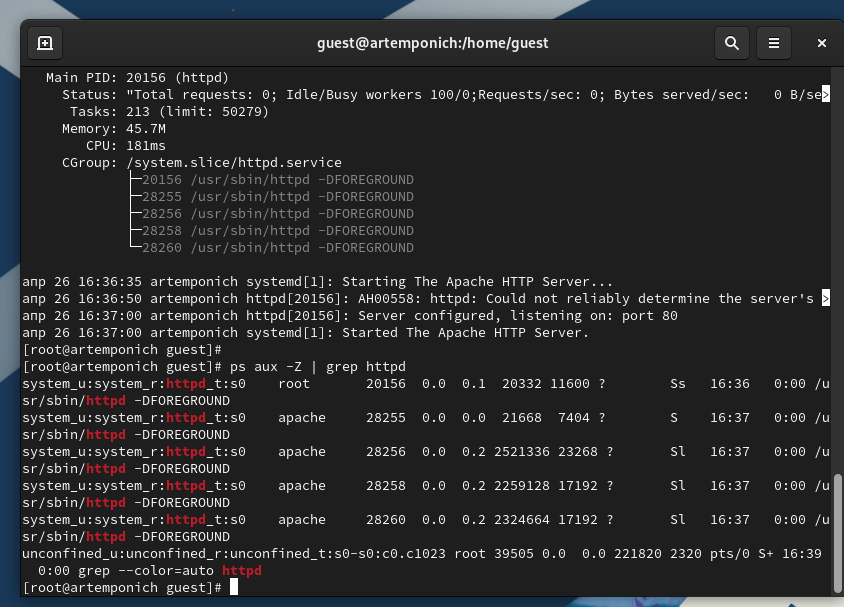 guest@artemponich:/home/guest
Main PID: 20156 (httpd)
Status: "Total requests: 0; Idle/Busy workers 100/0;Requests/sec: 0; Bytes served/sec:   0 B/se>
Tasks: 213 (limit: 50279)
Memory: 45.7M
CPU: 181ms
CGroup: /system.slice/httpd.service
├─20156 /usr/sbin/httpd -DFOREGROUND
├─28255 /usr/sbin/httpd -DFOREGROUND
├─28256 /usr/sbin/httpd -DFOREGROUND
├─28258 /usr/sbin/httpd -DFOREGROUND
└─28260 /usr/sbin/httpd -DFOREGROUND
апр 26 16:36:35 artemponich systemd[1]: Starting The Apache HTTP Server...
апр 26 16:36:50 artemponich httpd[20156]: AH00558: httpd: Could not reliably determine the server's >
апр 26 16:37:00 artemponich httpd[20156]: Server configured, listening on: port 80
апр 26 16:37:00 artemponich systemd[1]: Started The Apache HTTP Server.
[root@artemponich guest]#
[root@artemponich guest]# ps aux -Z | grep httpd
system_u:system_r:httpd_t:s0    root       20156  0.0  0.1  20332 11600 ?        Ss   16:36   0:00 /u
sr/sbin/httpd -DFOREGROUND
system_u:system_r:httpd_t:s0    apache     28255  0.0  0.0  21668  7404 ?        S    16:37   0:00 /u
sr/sbin/httpd -DFOREGROUND
system_u:system_r:httpd_t:s0    apache     28256  0.0  0.2 2521336 23268 ?       Sl   16:37   0:00 /u
sr/sbin/httpd -DFOREGROUND
system_u:system_r:httpd_t:s0    apache     28258  0.0  0.2 2259128 17192 ?       Sl   16:37   0:00 /u
sr/sbin/httpd -DFOREGROUND
system_u:system_r:httpd_t:s0    apache     28260  0.0  0.2 2324664 17192 ?       Sl   16:37   0:00 /u
sr/sbin/httpd -DFOREGROUND
unconfined_u:unconfined_r:unconfined_t:s0-s0:c0.c1023 root 39505 0.0  0.0 221820 2320 pts/0 S+ 16:39
0:00 grep --color=auto httpd
[root@artemponich guest]#